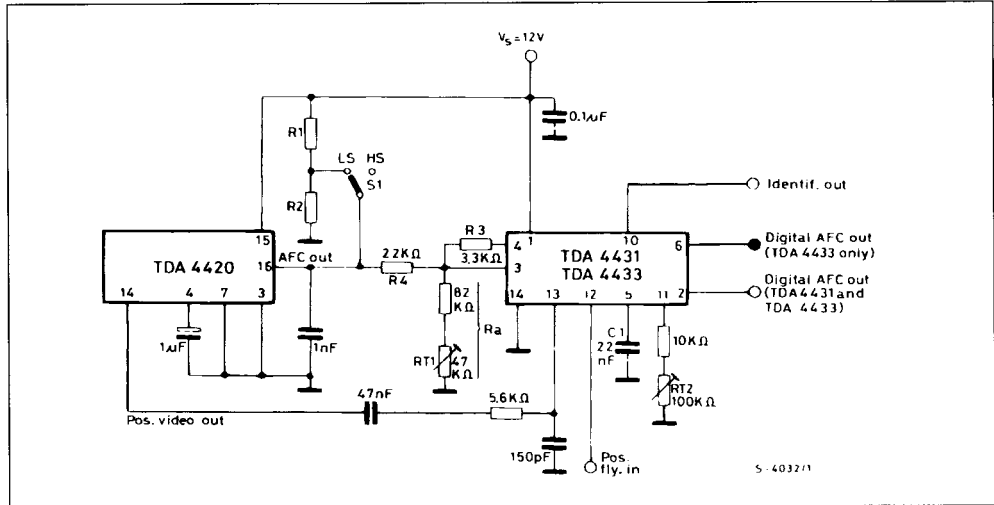 Vs=12V
0.1µF
R1
LS HS
S1
R2
Identif. out
15
TDA 4420
AFC out
16
14 4 7 3
1µF
1nF
22KΩ
R4
R3
3,3KΩ
4 1 10 6
3
TDA 4431
TDA 4433
2
14 13 12 5 11
Digital AFC out
(TDA 4433 only)
Digital AFC out
(TDA4431 and
TDA 4433)
82
KΩ
Ra
RT1
47
KΩ
C1
22
nF
10KΩ
RT2
100KΩ
47nF
5.6KΩ
Pos. video out
150pF
Pos.
fly. in
S-4032/1